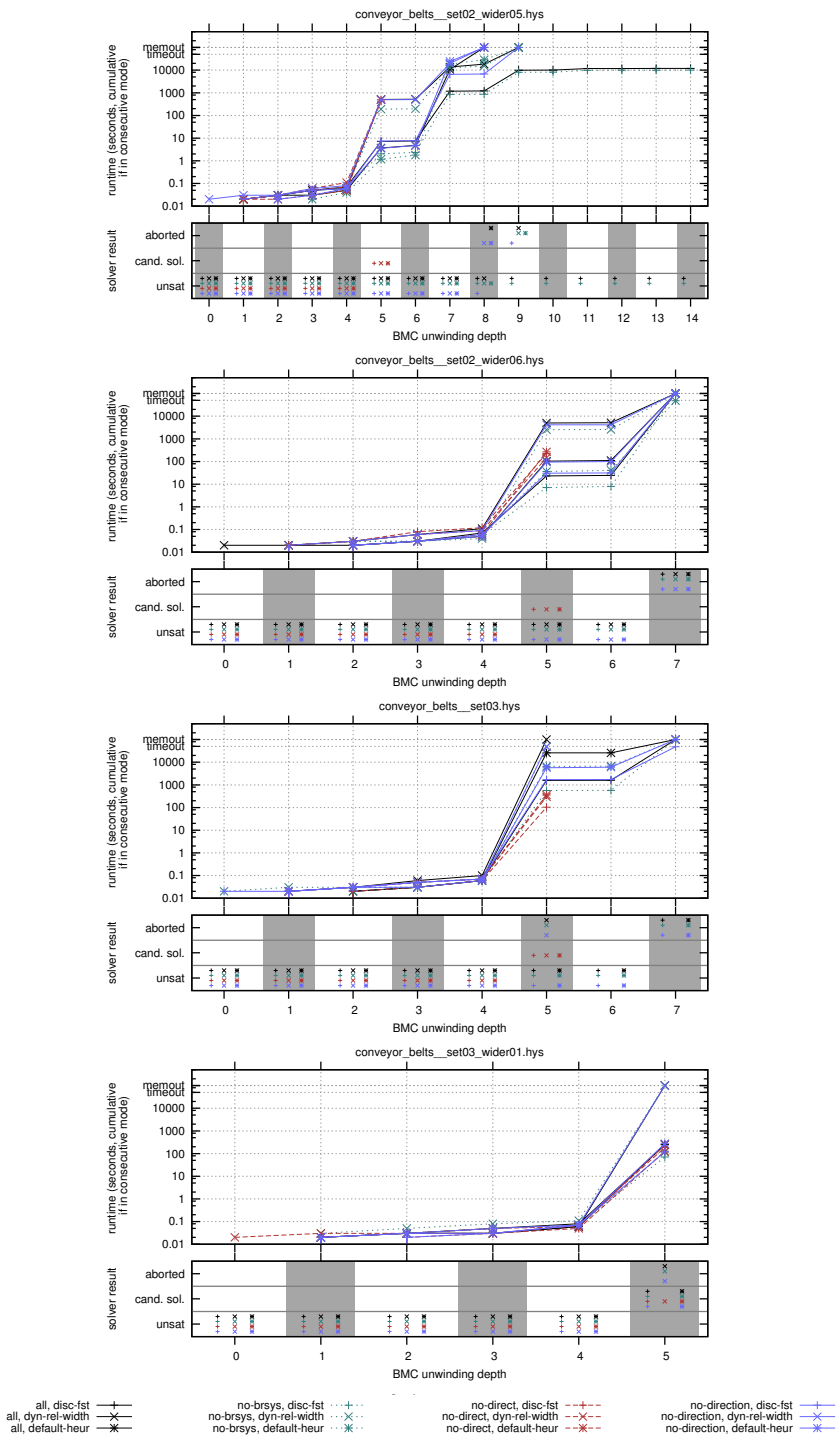 conveyor_belts__set02_wider05.hys
runtime (seconds, cumulative
if in consecutive mode)
memout
timeout
10000
1000
100
10
1
0.1
0.01
solver result
aborted
cand. sol.
unsat
0 1 2 3 4 5 6 7 8 9 10 11 12 13 14
BMC unwinding depth
conveyor_belts__set02_wider06.hys
runtime (seconds, cumulative
if in consecutive mode)
memout
timeout
10000
1000
100
10
1
0.1
0.01
solver result
aborted
cand. sol.
unsat
0 1 2 3 4 5 6 7
BMC unwinding depth
conveyor_belts__set03.hys
runtime (seconds, cumulative
if in consecutive mode)
memout
timeout
10000
1000
100
10
1
0.1
0.01
solver result
aborted
cand. sol.
unsat
0 1 2 3 4 5 6 7
BMC unwinding depth
conveyor_belts__set03_wider01.hys
runtime (seconds, cumulative
if in consecutive mode)
memout
timeout
10000
1000
100
10
1
0.1
0.01
solver result
aborted
cand. sol.
unsat
0 1 2 3 4 5
BMC unwinding depth
all, disc-fst
all, dyn-rel-width
all, default-heur
no-brsys, disc-fst
no-brsys, dyn-rel-width
no-brsys, default-heur
no-direct, disc-fst
no-direct, dyn-rel-width
no-direct, default-heur
no-direction, disc-fst
no-direction, dyn-rel-width
no-direction, default-heur